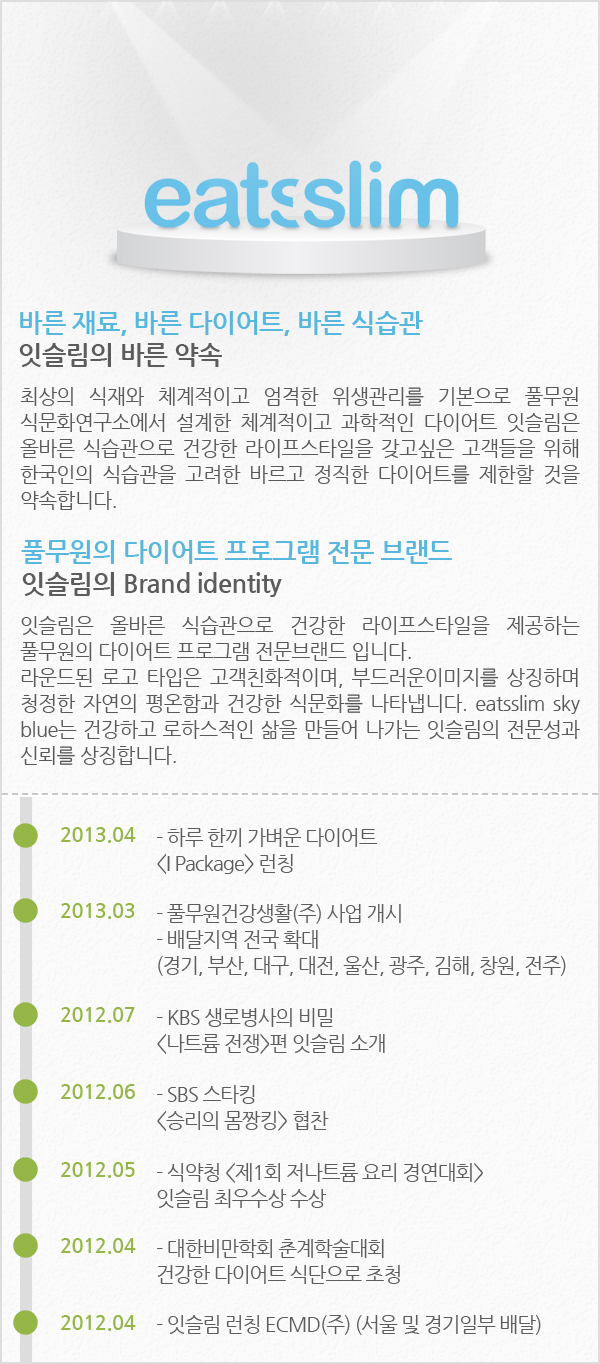 eatsslim
바른 재료, 바른 다이어트, 바른 식습관
잇슬림의 바른 약속
최상의 식재와 체계적이고 엄격한 위생관리를 기본으로 풀무원
식문화연구소에서 설계한 체계적이고 과학적인 다이어트 잇슬림은
올바른 식습관으로 건강한 라이프스타일을 갖고싶은 고객들을 위해
한국인의 식습관을 고려한 바르고 정직한 다이어트를 제한할 것을
약속합니다.
풀무원의 다이어트 프로그램 전문 브랜드
잇슬림의 Brand identity
잇슬림은 올바른 식습관으로 건강한 라이프스타일을 제공하는
풀무원의 다이어트 프로그램 전문브랜드 입니다.
라운드된 로고 타입은 고객친화적이며, 부드러운이미지를 상징하며
청정한 자연의 평온함과 건강한 식문화를 나타냅니다. eatsslim sky
blue는 건강하고 로하스적인 삶을 만들어 나가는 잇슬림의 전문성과
신뢰를 상징합니다.
2013.04 - 하루 한끼 가벼운 다이어트
<I Package> 런칭
2013.03 - 풀무원건강생활(주) 사업 개시
- 배달지역 전국 확대
(경기, 부산, 대구, 대전, 울산, 광주, 김해, 창원, 전주)
2012.07 - KBS 생로병사의 비밀
<나트륨 전쟁>편 잇슬림 소개
2012.06 - SBS 스타킹
<승리의 몸짱킹> 협찬
2012.05 - 식약청 <제1회 저나트륨 요리 경연대회>
잇슬림 최우수상 수상
2012.04 - 대한비만학회 춘계학술대회
건강한 다이어트 식단으로 초청
2012.04 - 잇슬림 런칭 ECMD(주) (서울 및 경기일부 배달)